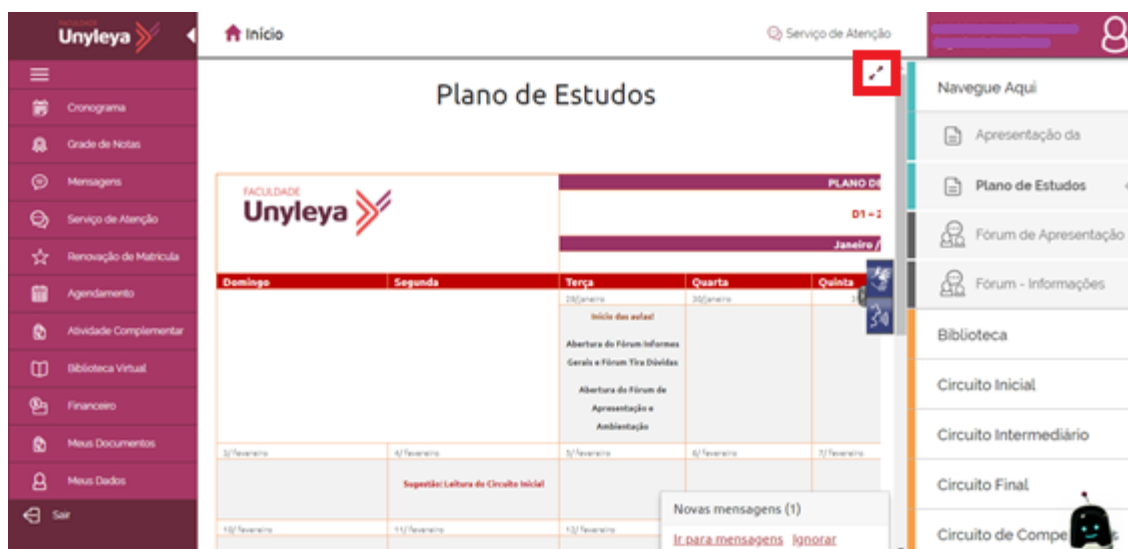 FACULDADE
Unyleya
Início
Serviço de Atenção
Cronograma
Grade de Notas
Mensagens
Serviço de Atenção
Renovação de Matrícula
Agendamento
Atividade Complementar
Biblioteca Virtual
Financeiro
Meus Documentos
Meus Dados
Sair
Plano de Estudos
FACULDADE
Unyleya
PLANO DE
D1 – 2
Janeiro /
Domingo
Segunda
Terça
Quarta
Quinta
29/janeiro
30/janeiro
Início das aulas!
Abertura do Fórum Informes
Gerais e Fórum Tira Dúvidas
Abertura do Fórum de
Apresentação e
Ambientação
3/ fevereiro
4/ fevereiro
5/ fevereiro
6/ fevereiro
7/ fevereiro
Sugestão: Leitura do Circuito Inicial
10/ fevereiro
11/ fevereiro
12/ fevereiro
Novas mensagens (1)
Ir para mensagens Ignorar
Navegue Aqui
Apresentação da
Plano de Estudos
Fórum de Apresentação
Fórum - Informações
Biblioteca
Circuito Inicial
Circuito Intermediário
Circuito Final
Circuito de Compe